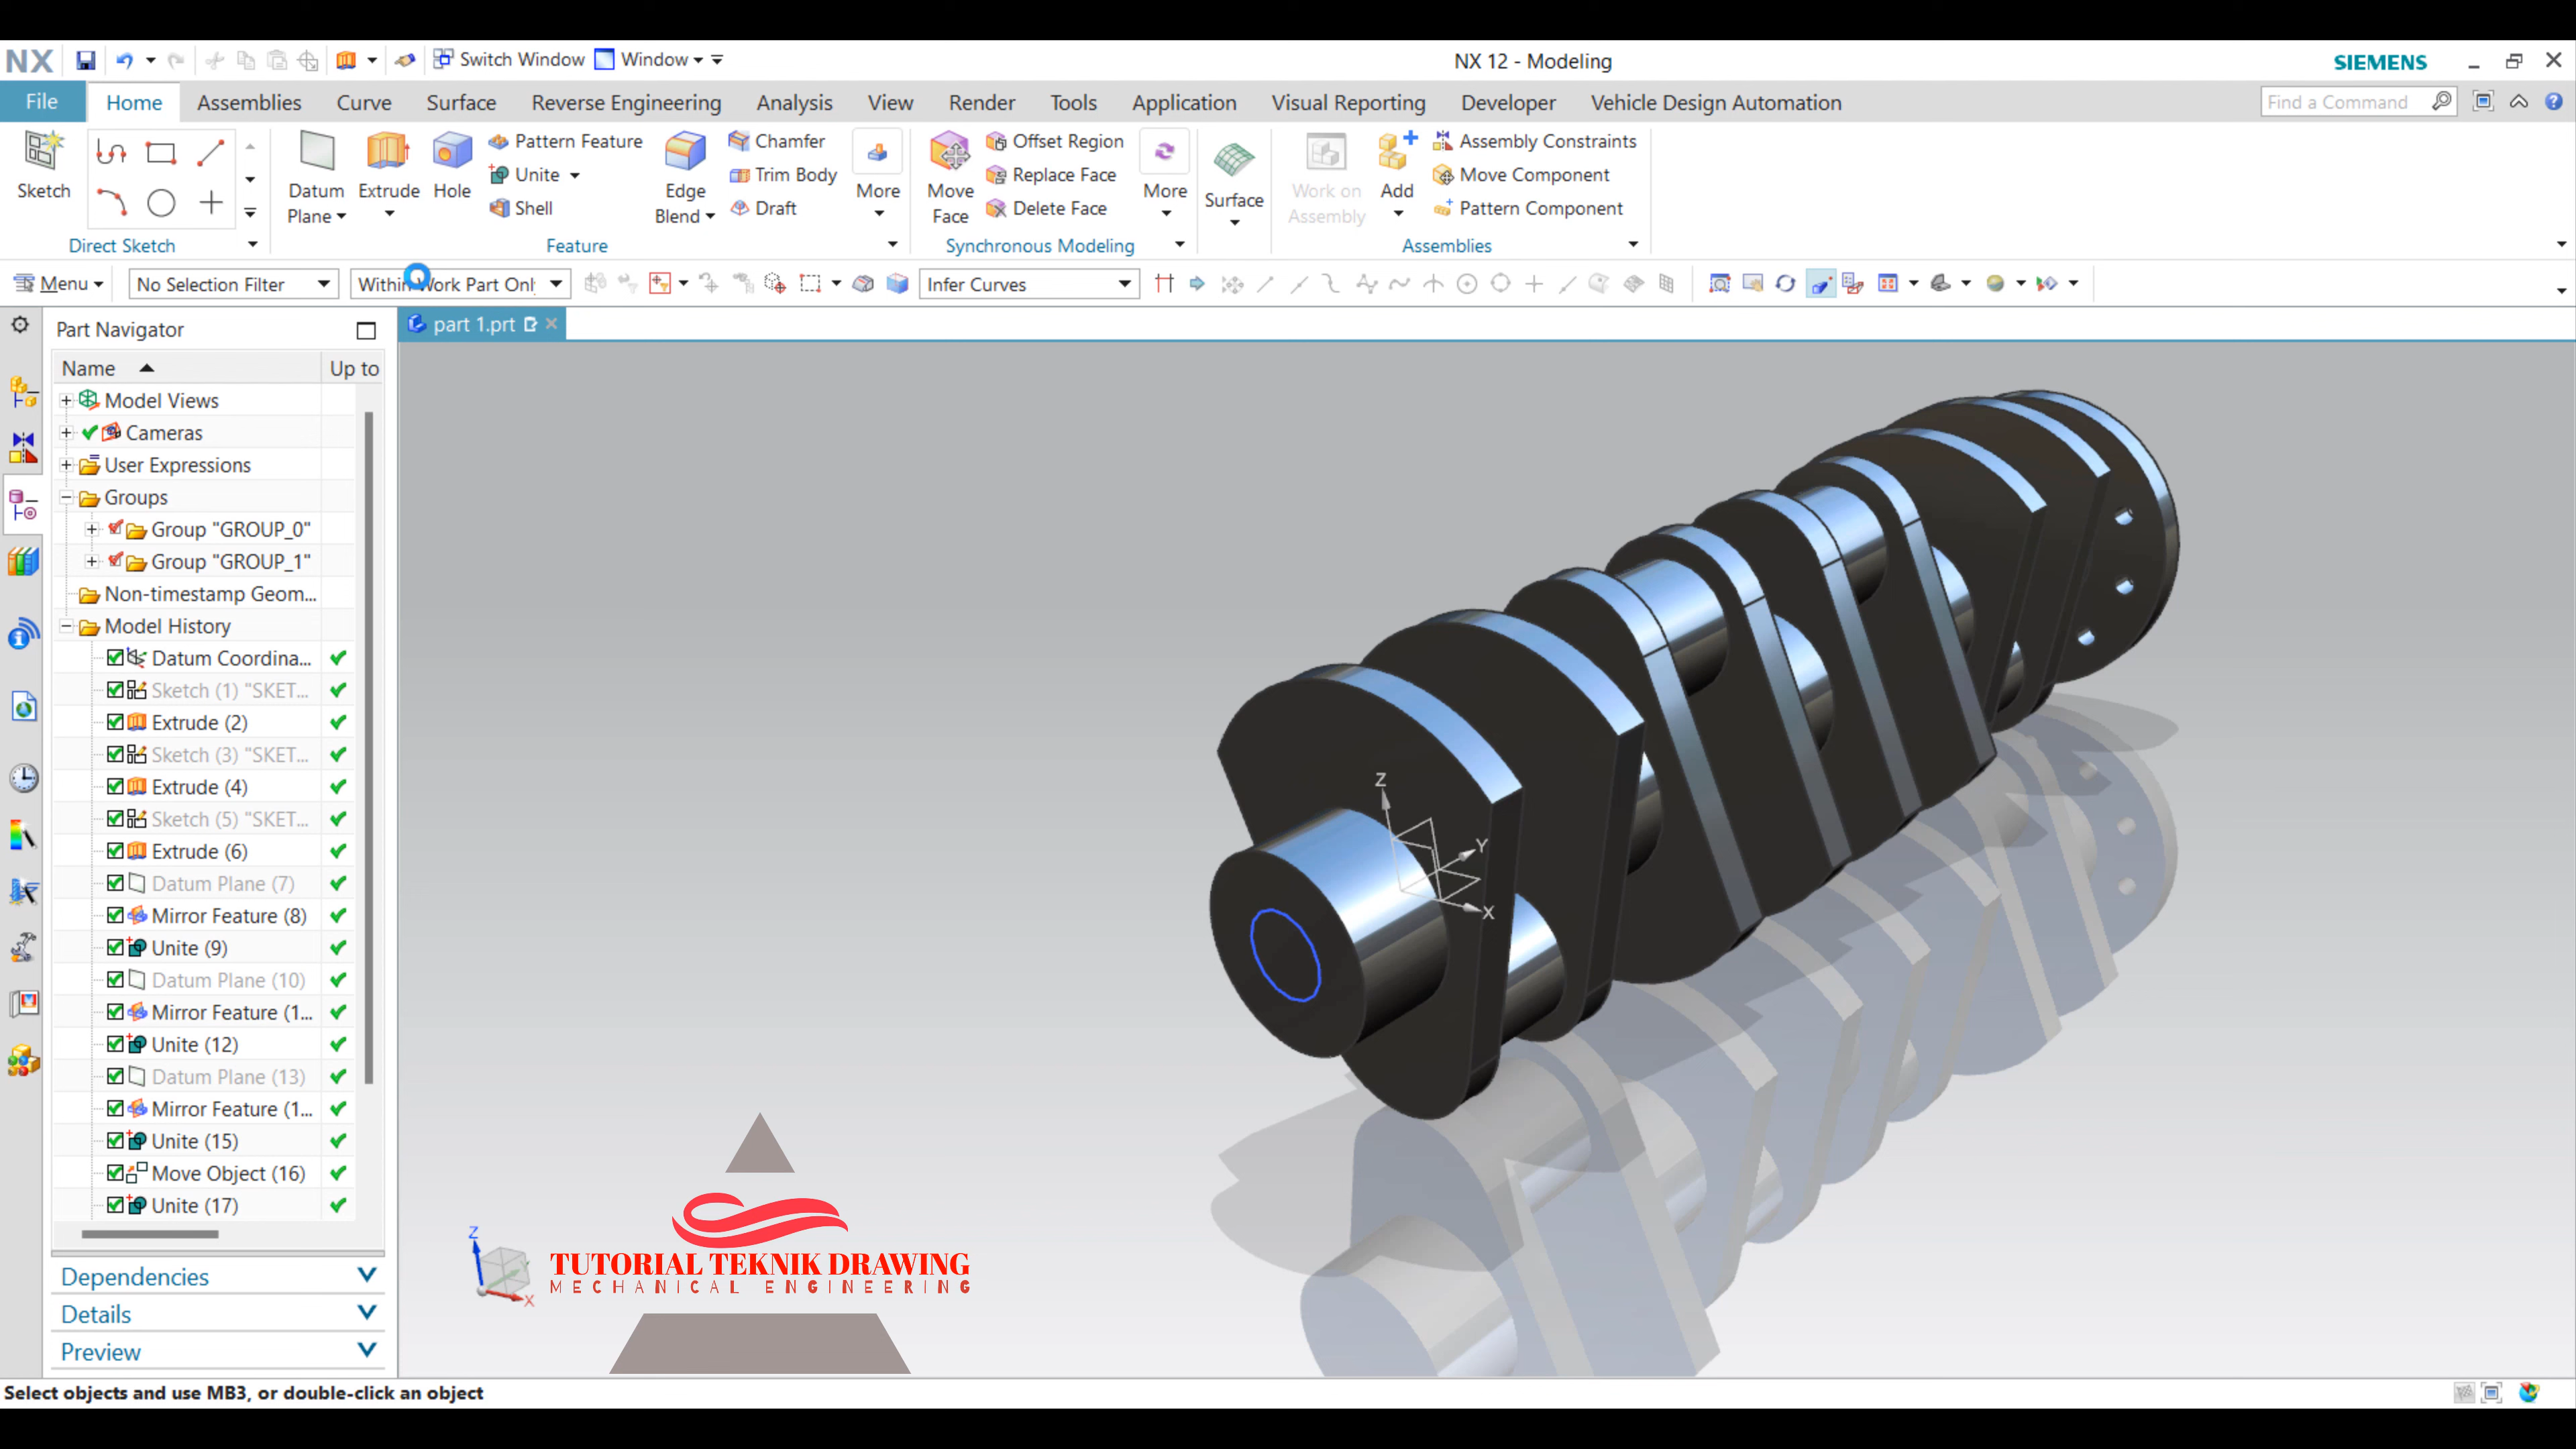 NX
Switch Window
Window
NX 12 - Modeling
SIEMENS
File
Home
Assemblies
Curve
Surface
Reverse Engineering
Analysis
View
Render
Tools
Application
Visual Reporting
Developer
Vehicle Design Automation
Find a Command
Sketch
Direct Sketch
Datum Plane
Extrude
Hole
Pattern Feature
Unite
Shell
Edge Blend
Chamfer
Trim Body
Draft
More
Feature
Move Face
Offset Region
Replace Face
Delete Face
More
Synchronous Modeling
Surface
Work on Assembly
Add
Assembly Constraints
Move Component
Pattern Component
Assemblies
Menu
No Selection Filter
Within Work Part Onl
Infer Curves
Part Navigator
part 1.prt
Name
Up to
Model Views
Cameras
User Expressions
Groups
Group "GROUP_0"
Group "GROUP_1"
Non-timestamp Geom...
Model History
Datum Coordina...
Sketch (1) "SKET...
Extrude (2)
Sketch (3) "SKET...
Extrude (4)
Sketch (5) "SKET...
Extrude (6)
Datum Plane (7)
Mirror Feature (8)
Unite (9)
Datum Plane (10)
Mirror Feature (1...
Unite (12)
Datum Plane (13)
Mirror Feature (1...
Unite (15)
Move Object (16)
Unite (17)
Dependencies
Details
Preview
Z
Y
X
Z
X
TUTORIAL TEKNIK DRAWING
MECHANICAL ENGINEERING
Select objects and use MB3, or double-click an object